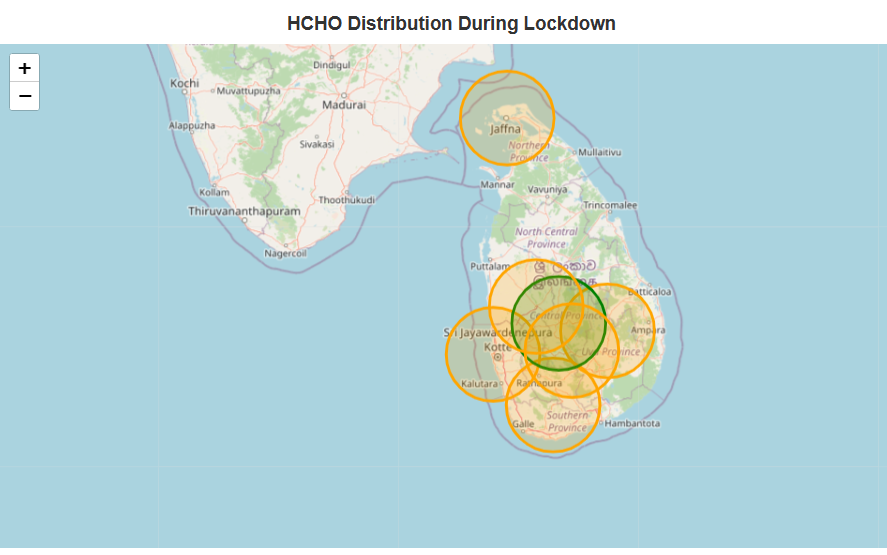 HCHO Distribution During Lockdown
+
−
Dindigul
Kochi
Muvattupuzha
Madurai
Alappuzha
Jaffna
Sivakasi
Northern
Province
Mullaitivu
Mannar
Kollam
Vavuniya
Thoothukudi
Thiruvananthapuram
Trincomalee
North Central
Province
Nagercoil
Puttalam
Batticaloa
Central Province
Ampara
Sri Jayawardenepura
Kotte
Uva Province
Kalutara
Ratnapura
Southern
Province
Galle
Hambantota